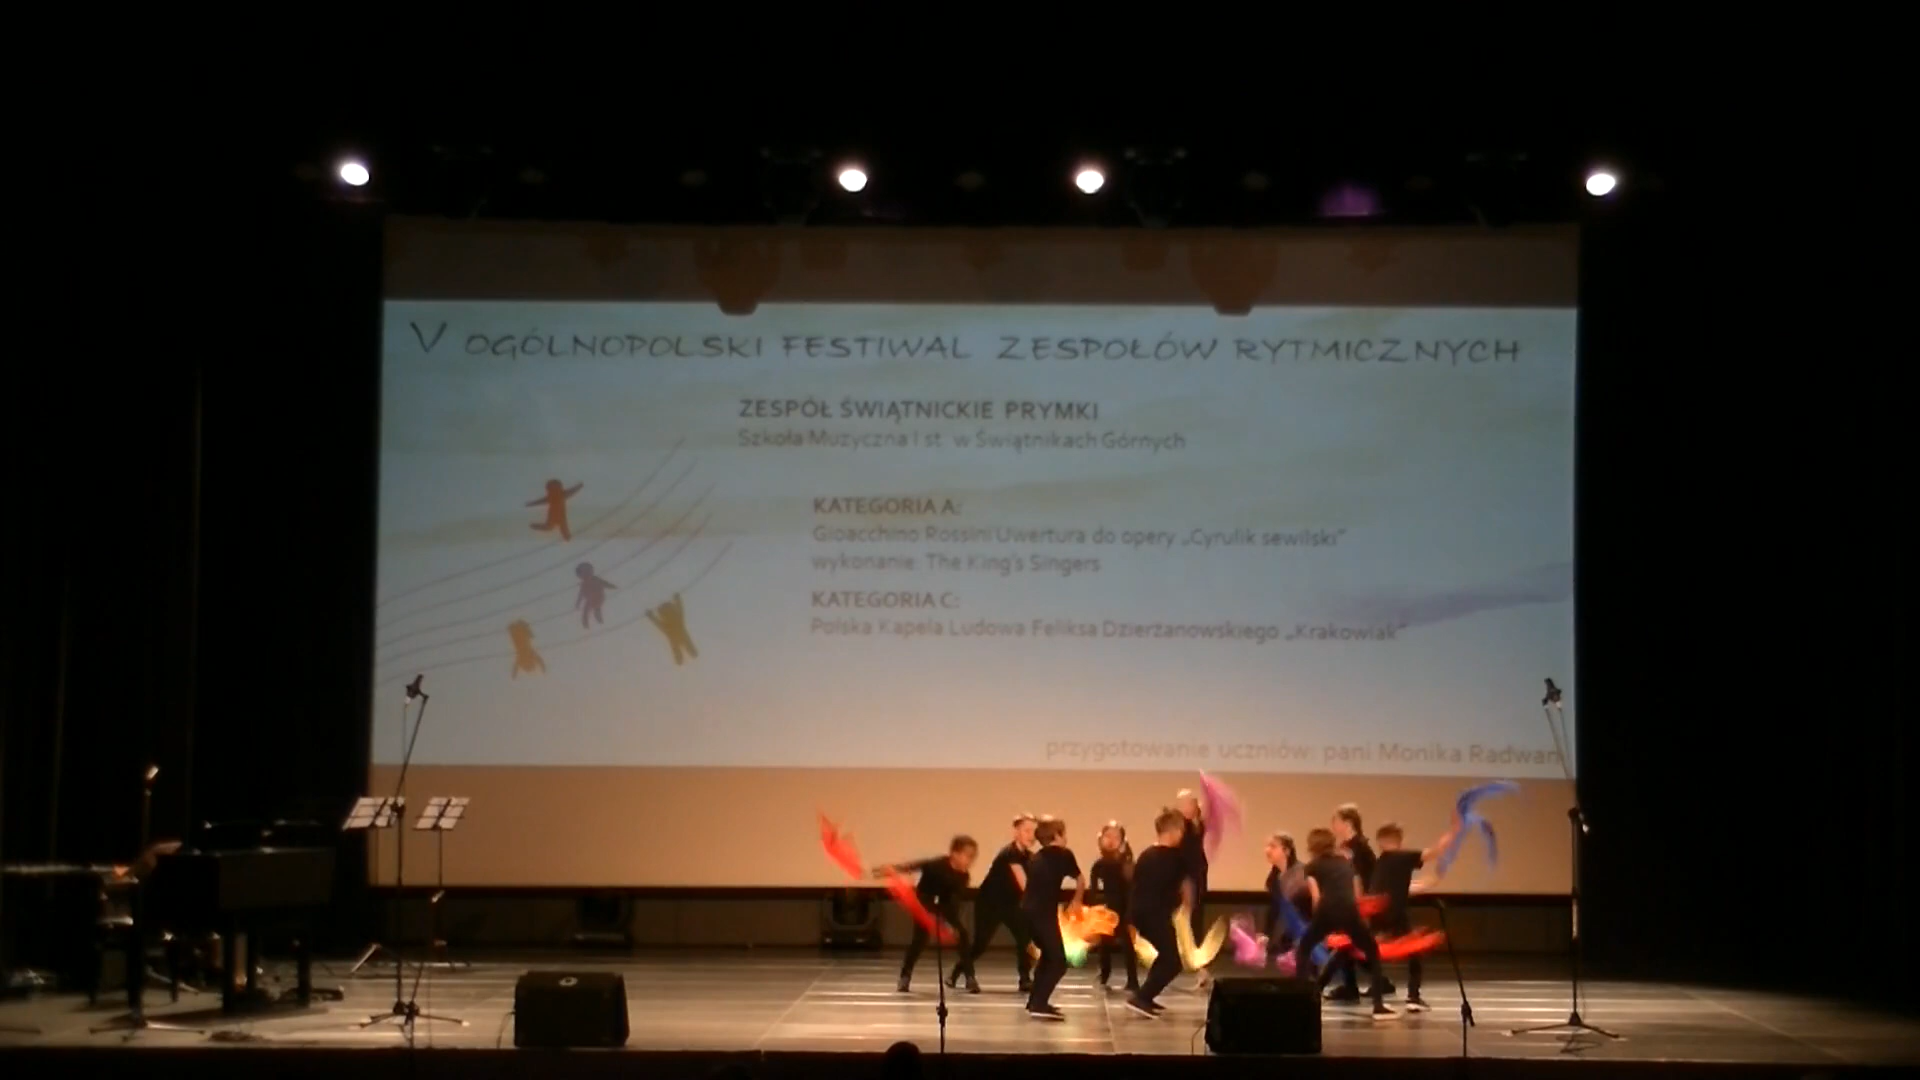 V OGÓLNOPOLSKI FESTIWAL ZESPOŁÓW RYTMICZNYCH
ZESPÓŁ ŚWIĄTNICKIE PRYMKI
Szkoła Muzyczna I st. w Świątnikach Górnych
KATEGORIA A:
Gioacchino Rossini Uwertura do opery „Cyrulik sewilski”
wykonanie: The King's Singers
KATEGORIA C:
Polska Kapela Ludowa Feliksa Dzierżanowskiego „Krakowiak”
przygotowanie uczniów: pani Monika Radwan